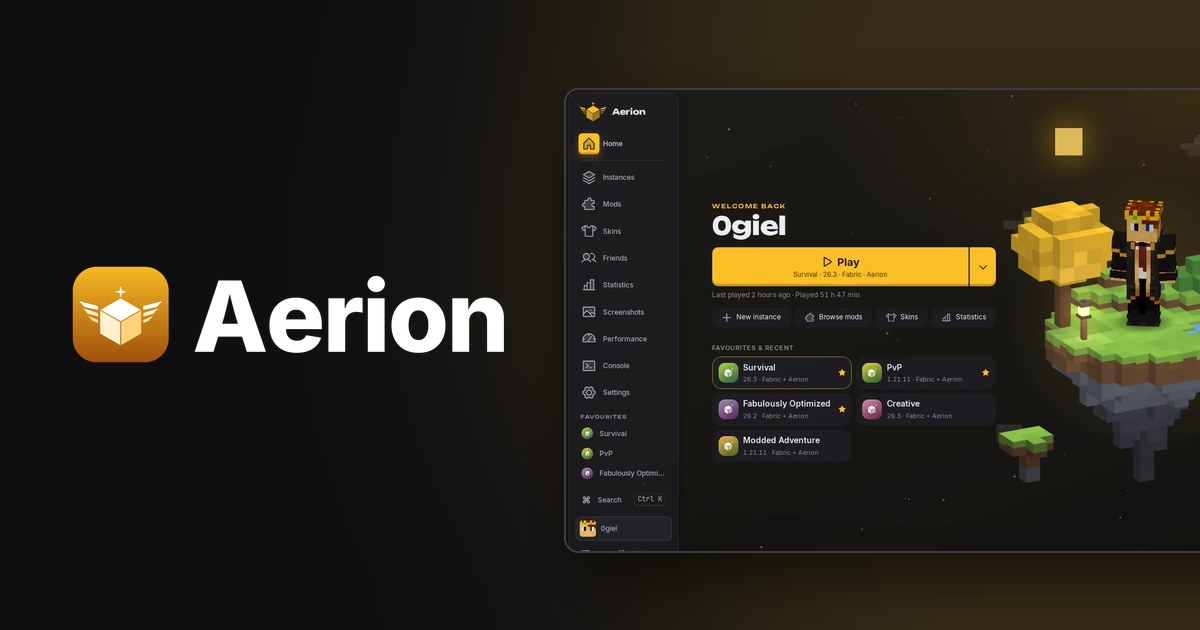 Aerion
Aerion
Home
Instances
Mods
Skins
Friends
Statistics
Screenshots
Performance
Console
Settings
FAVOURITES
Survival
PvP
Fabulously Optimi...
Search Ctrl K
0giel
WELCOME BACK
0giel
Play
Survival · 26.3 · Fabric · Aerion
Last played 2 hours ago · Played 51 h 47 min
New instance Browse mods Skins Statistics
FAVOURITES & RECENT
Survival
26.3 · Fabric + Aerion
PvP
1.21.11 · Fabric + Aerion
Fabulously Optimized
26.2 · Fabric + Aerion
Creative
26.3 · Fabric + Aerion
Modded Adventure
1.21.11 · Fabric + Aerion